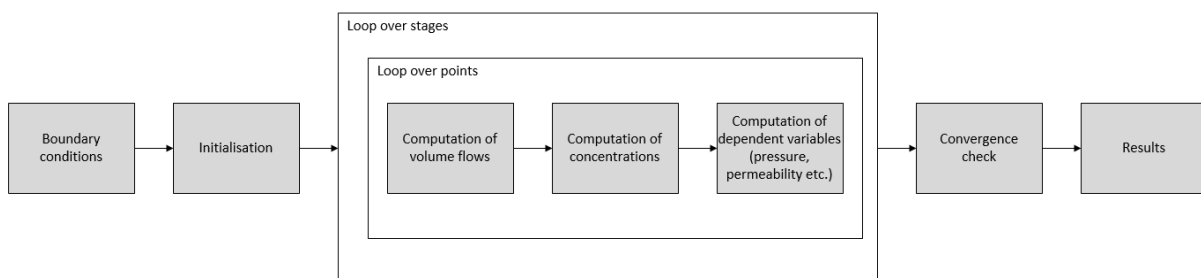 Loop over stages
Loop over points
Boundary
conditions
Initialisation
Computation of
volume flows
Computation of
concentrations
Computation of
dependent variables
(pressure,
permeability etc.)
Convergence
check
Results